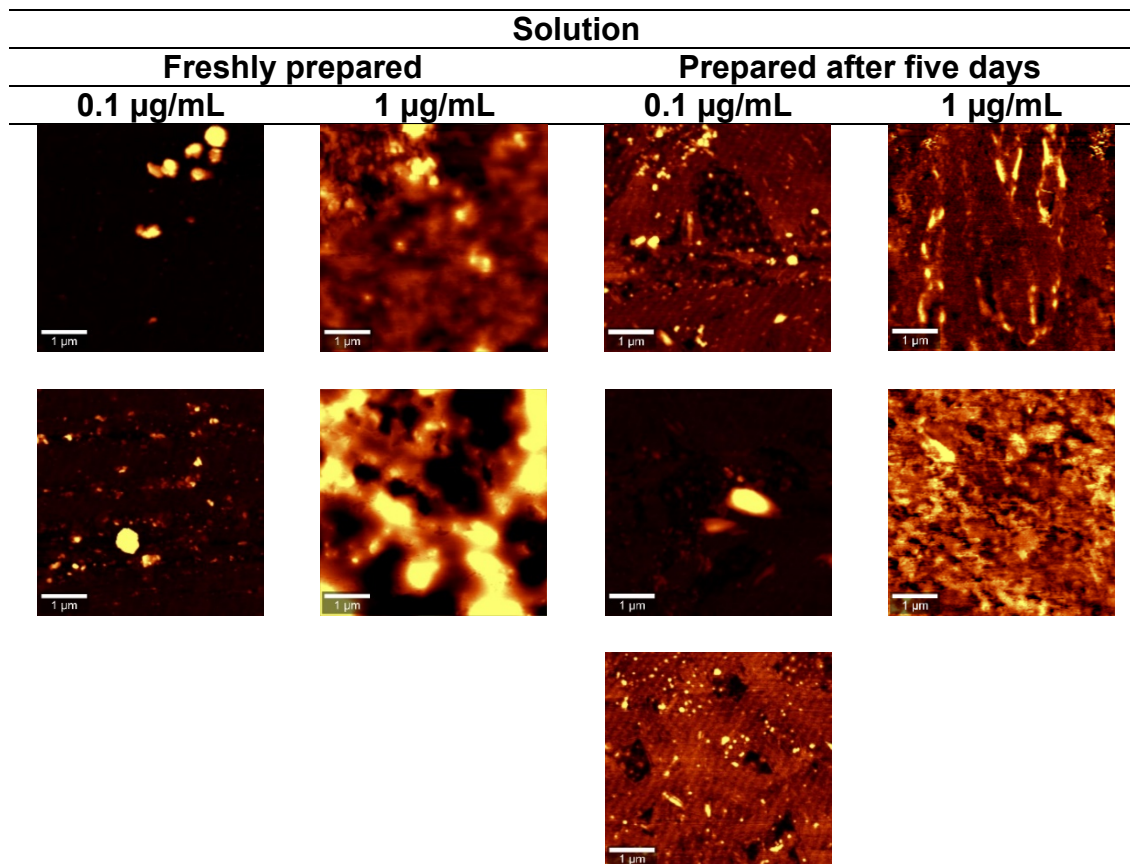 Solution
Freshly prepared Prepared after five days
0.1 µg/mL 1 µg/mL 0.1 µg/mL 1 µg/mL
1 µm 1 µm 1 µm 1 µm
1 µm 1 µm 1 µm 1 µm
1 µm